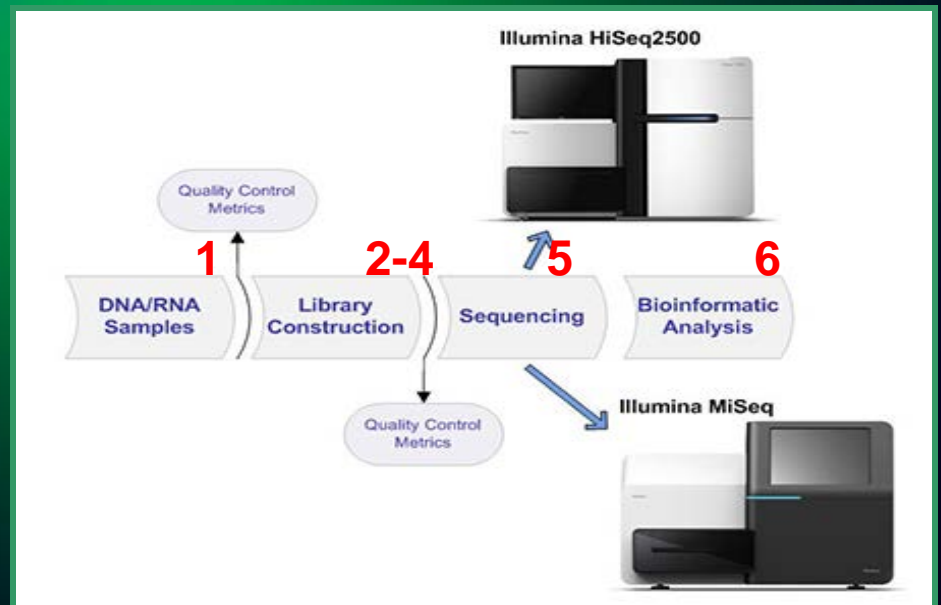 Illumina HiSeq2500
Quality Control
Metrics
1
2-4
5
6
DNA/RNA
Samples
Library
Construction
Sequencing
Bioinformatic
Analysis
Quality Control
Metrics
Illumina MiSeq